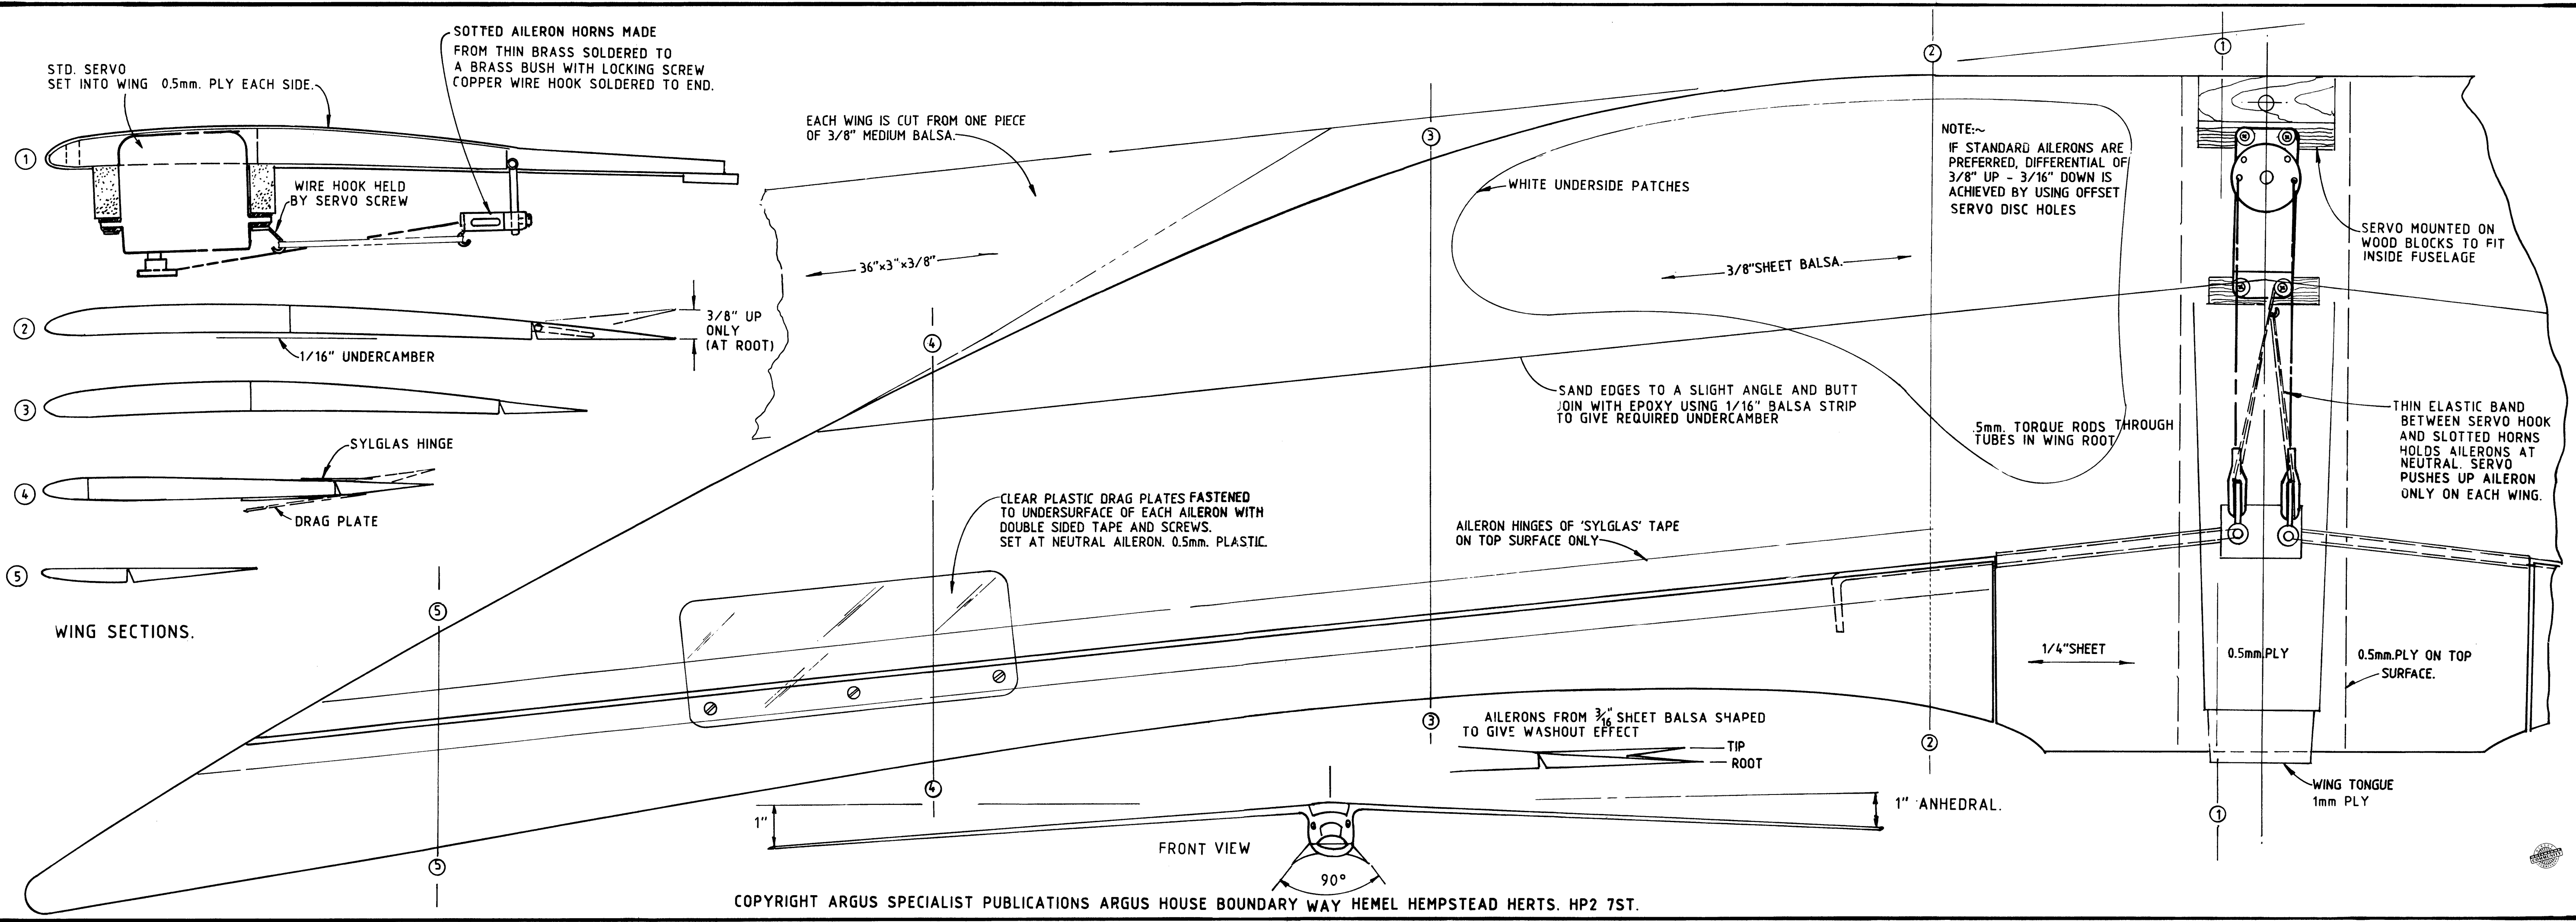 SOTTED AILERON HORNS MADE
FROM THIN BRASS SOLDERED TO
A BRASS BUSH WITH LOCKING SCREW
COPPER WIRE HOOK SOLDERED TO END.
STD. SERVO
SET INTO WING 0.5mm. PLY EACH SIDE.
1
WIRE HOOK HELD
BY SERVO SCREW
2
3/8" UP
ONLY
(AT ROOT)
1/16" UNDERCAMBER
3
SYLGLAS HINGE
4
DRAG PLATE
5
WING SECTIONS.
EACH WING IS CUT FROM ONE PIECE
OF 3/8" MEDIUM BALSA.
36"x3"x3/8"
4
3
WHITE UNDERSIDE PATCHES
3/8"SHEET BALSA.
2
1
NOTE:~
IF STANDARD AILERONS ARE
PREFERRED, DIFFERENTIAL OF
3/8" UP - 3/16" DOWN IS
ACHIEVED BY USING OFFSET
SERVO DISC HOLES
SERVO MOUNTED ON
WOOD BLOCKS TO FIT
INSIDE FUSELAGE
SAND EDGES TO A SLIGHT ANGLE AND BUTT
JOIN WITH EPOXY USING 1/16" BALSA STRIP
TO GIVE REQUIRED UNDERCAMBER
.5mm. TORQUE RODS THROUGH
TUBES IN WING ROOT
THIN ELASTIC BAND
BETWEEN SERVO HOOK
AND SLOTTED HORNS
HOLDS AILERONS AT
NEUTRAL. SERVO
PUSHES UP AILERON
ONLY ON EACH WING.
CLEAR PLASTIC DRAG PLATES FASTENED
TO UNDERSURFACE OF EACH AILERON WITH
DOUBLE SIDED TAPE AND SCREWS.
SET AT NEUTRAL AILERON. 0.5mm. PLASTIC.
AILERON HINGES OF 'SYLGLAS' TAPE
ON TOP SURFACE ONLY
5
1/4"SHEET
0.5mm.PLY
0.5mm.PLY ON TOP
SURFACE.
AILERONS FROM 3/16" SHEET BALSA SHAPED
TO GIVE WASHOUT EFFECT
TIP
ROOT
3
2
4
WING TONGUE
1mm PLY
1
5
1"
1" ANHEDRAL.
FRONT VIEW
90°
COPYRIGHT ARGUS SPECIALIST PUBLICATIONS ARGUS HOUSE BOUNDARY WAY HEMEL HEMPSTEAD HERTS. HP2 7ST.